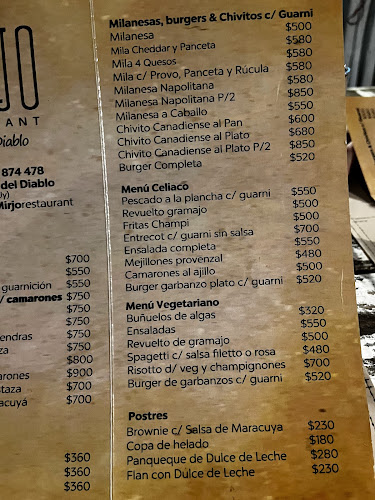 JO
ANT
Diablo
874 478
del Diablo
Mirjorestaurant
$700
$550
guarnición $550
/ camarones $750
$750
$750
endras $750
za $750
$800
arones $900
staza $700
acuyá $700
$360
$360
$360
Milanesas, burgers & Chivitos c/ Guarni
Milanesa $500
Mila Cheddar y Panceta $580
Mila 4 Quesos $580
Mila c/ Provo, Panceta y Rúcula $580
Milanesa Napolitana $580
Milanesa Napolitana P/2 $850
Milanesa a Caballo $550
Chivito Canadiense al Pan $600
Chivito Canadiense al Plato $680
Chivito Canadiense al Plato P/2 $850
Burger Completa $520
Menú Celiaco
Pescado a la plancha c/ guarni $550
Revuelto gramajo $500
Fritas Champi $500
Entrecot c/ guarni sin salsa $700
Ensalada completa $550
Mejillones provenzal $480
Camarones al ajillo $500
Burger garbanzo plato c/ guarni $520
Menú Vegetariano
Buñuelos de algas $320
Ensaladas $550
Revuelto de gramajo $500
Spagetti c/ salsa filetto o rosa $480
Risotto d/ veg y champignones $700
Burger de garbanzos c/ guarni $520
Postres
Brownie c/ Salsa de Maracuya $230
Copa de helado $180
Panqueque de Dulce de Leche $280
Flan con Dulce de Leche $230